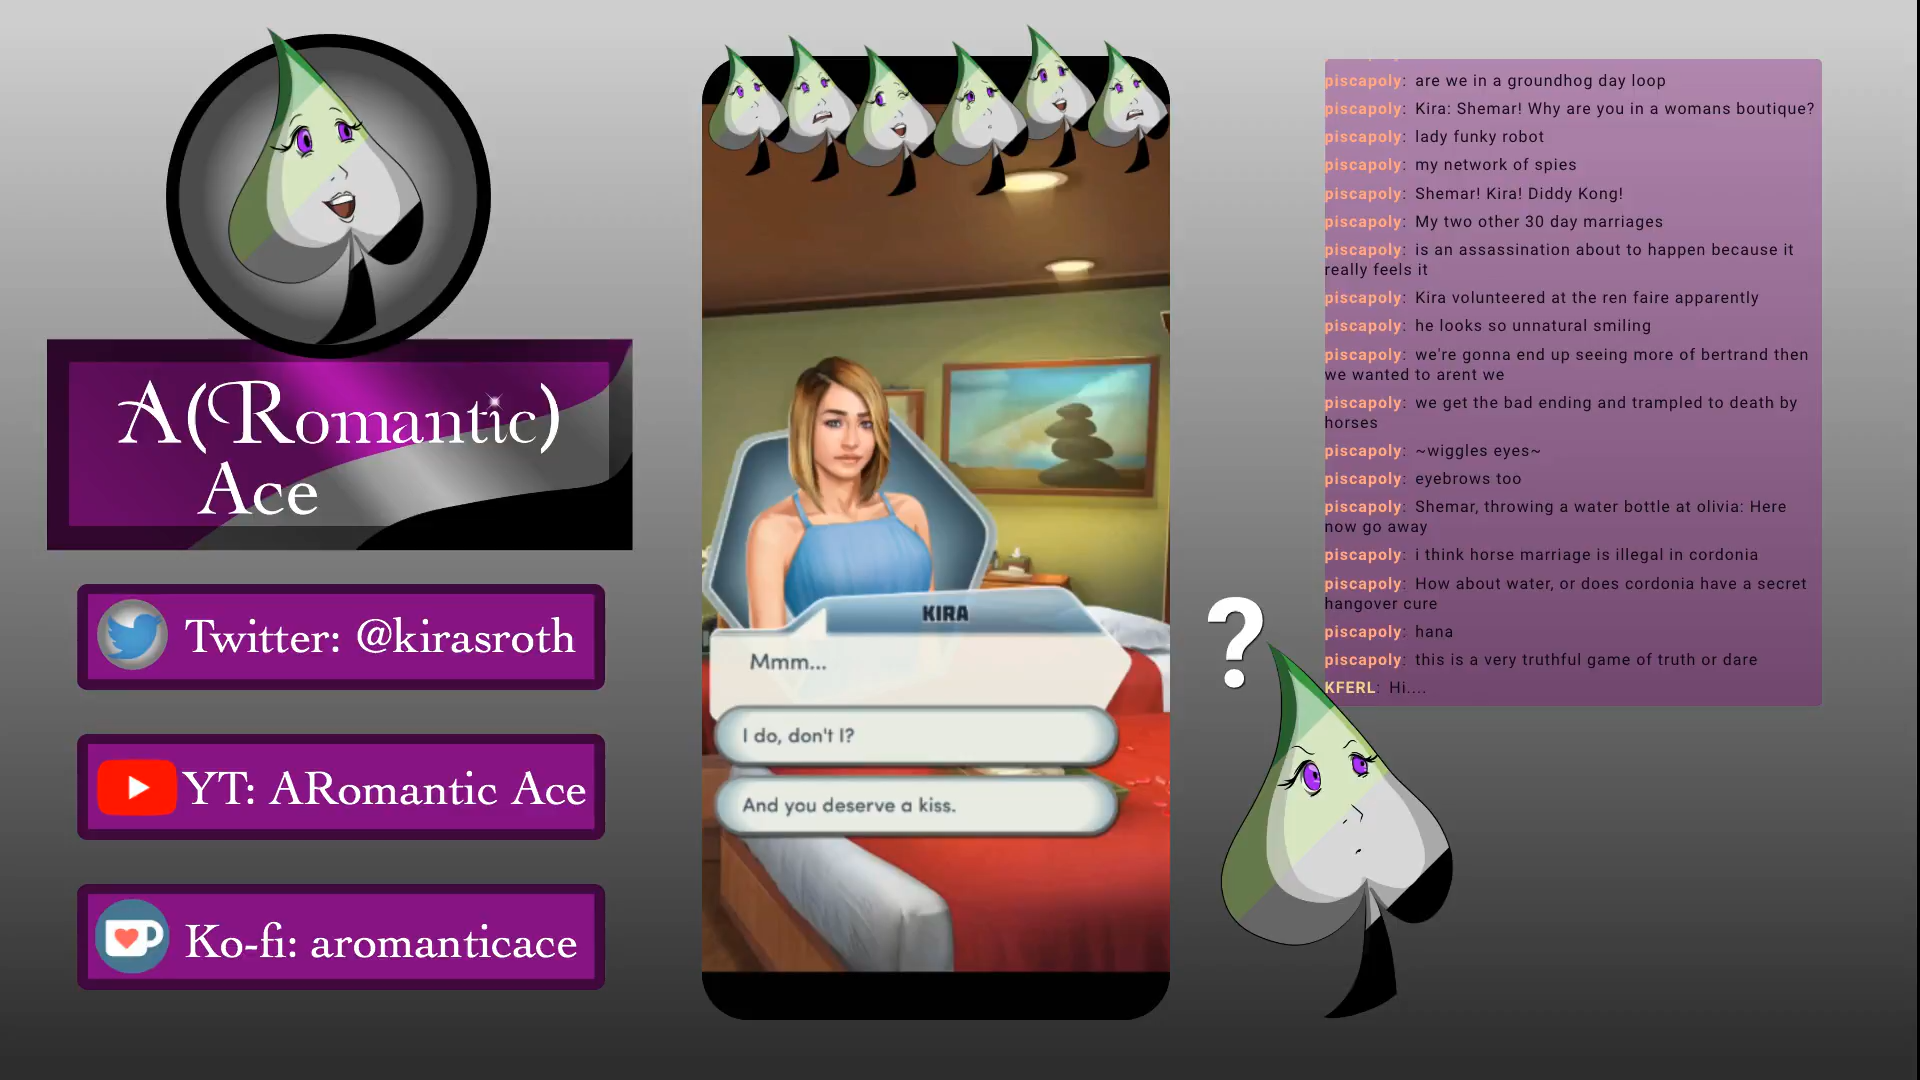 A(Romantic)
Ace
Twitter: @kirasroth
YT: ARomantic Ace
Ko-fi: aromanticace
KIRA
Mmm...
I do, don't I?
And you deserve a kiss.
?
piscapoly: are we in a groundhog day loop
piscapoly: Kira: Shemar! Why are you in a womans boutique?
piscapoly: lady funky robot
piscapoly: my network of spies
piscapoly: Shemar! Kira! Diddy Kong!
piscapoly: My two other 30 day marriages
piscapoly: is an assassination about to happen because it
really feels it
piscapoly: Kira volunteered at the ren faire apparently
piscapoly: he looks so unnatural smiling
piscapoly: we're gonna end up seeing more of bertrand then
we wanted to arent we
piscapoly: we get the bad ending and trampled to death by
horses
piscapoly: ~wiggles eyes~
piscapoly: eyebrows too
piscapoly: Shemar, throwing a water bottle at olivia: Here
now go away
piscapoly: i think horse marriage is illegal in cordonia
piscapoly: How about water, or does cordonia have a secret
hangover cure
piscapoly: hana
piscapoly: this is a very truthful game of truth or dare
KFERL: Hi....